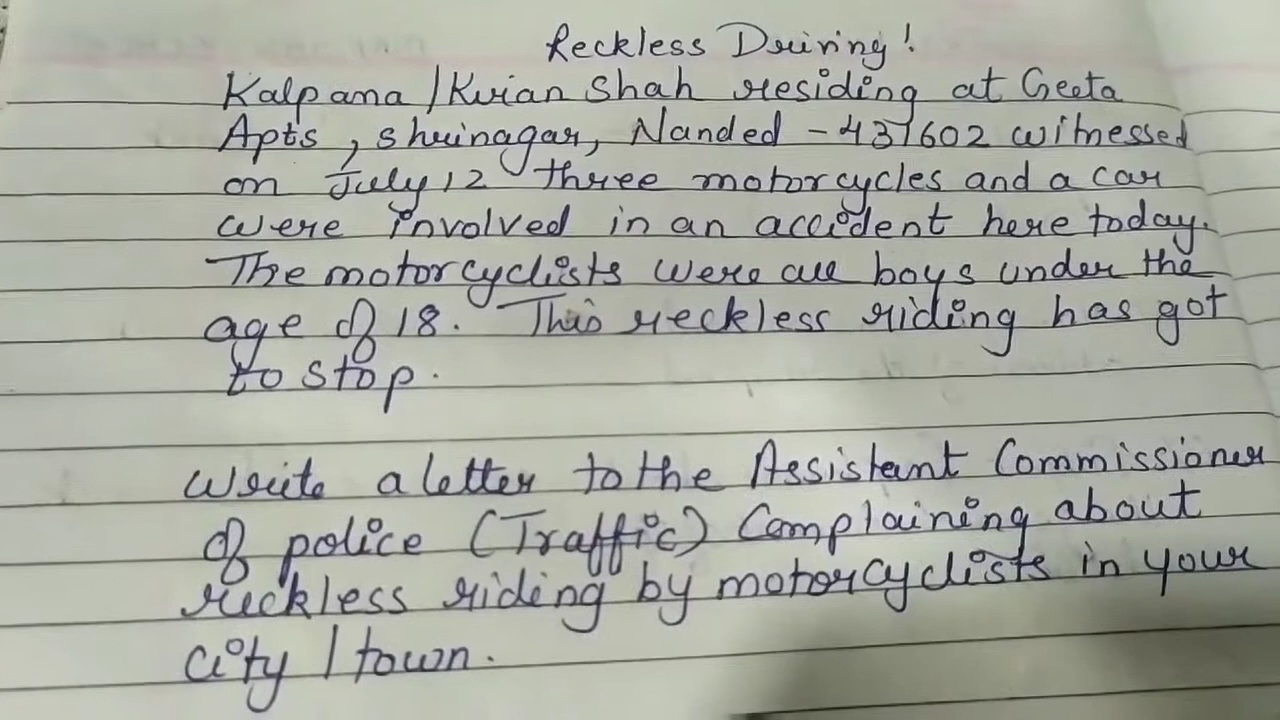 Reckless Driving!
Kalpana / Kiran Shah residing at Geeta
Apts, Shrinagar, Nanded - 431602 witnessed
on July 12 three motorcycles and a car
were involved in an accident here today.
The motorcyclists were all boys under the
age of 18. This reckless riding has got
to stop.
Write a letter to the Assistant Commissioner
of police (Traffic) Complaining about
reckless riding by motorcyclists in your
city / town.